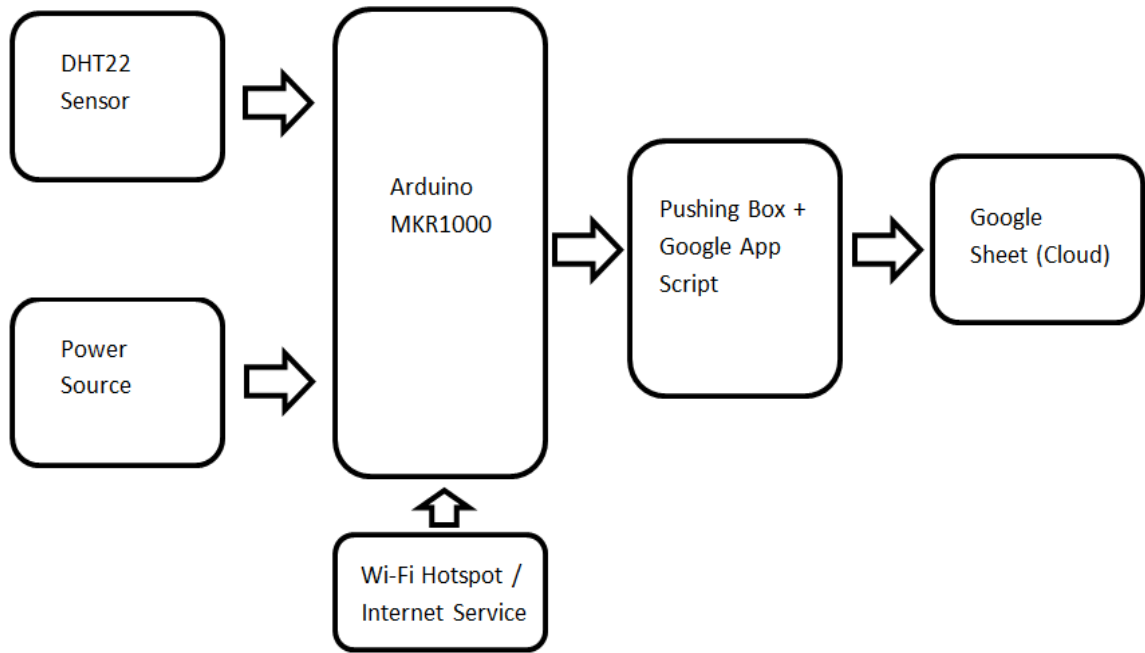 DHT22
Sensor
Power
Source
Arduino
MKR1000
Wi-Fi Hotspot /
Internet Service
Pushing Box +
Google App
Script
Google
Sheet (Cloud)